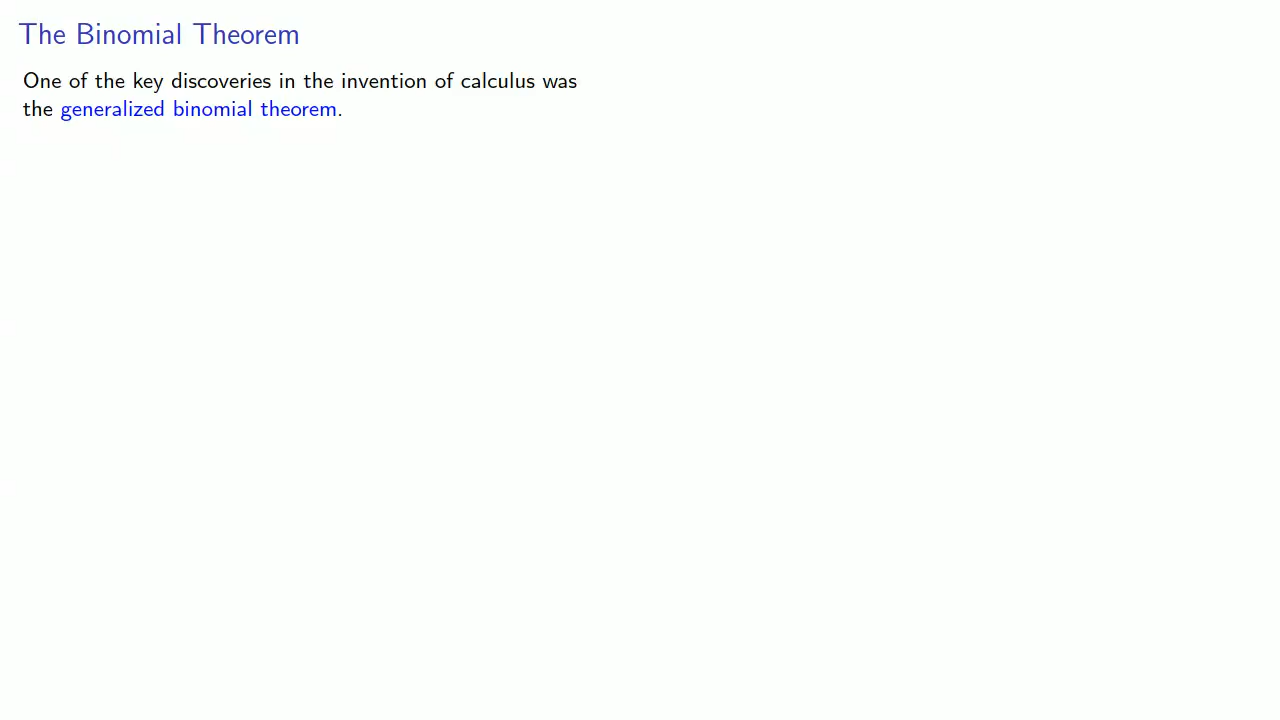 The Binomial Theorem
One of the key discoveries in the invention of calculus was
the generalized binomial theorem.